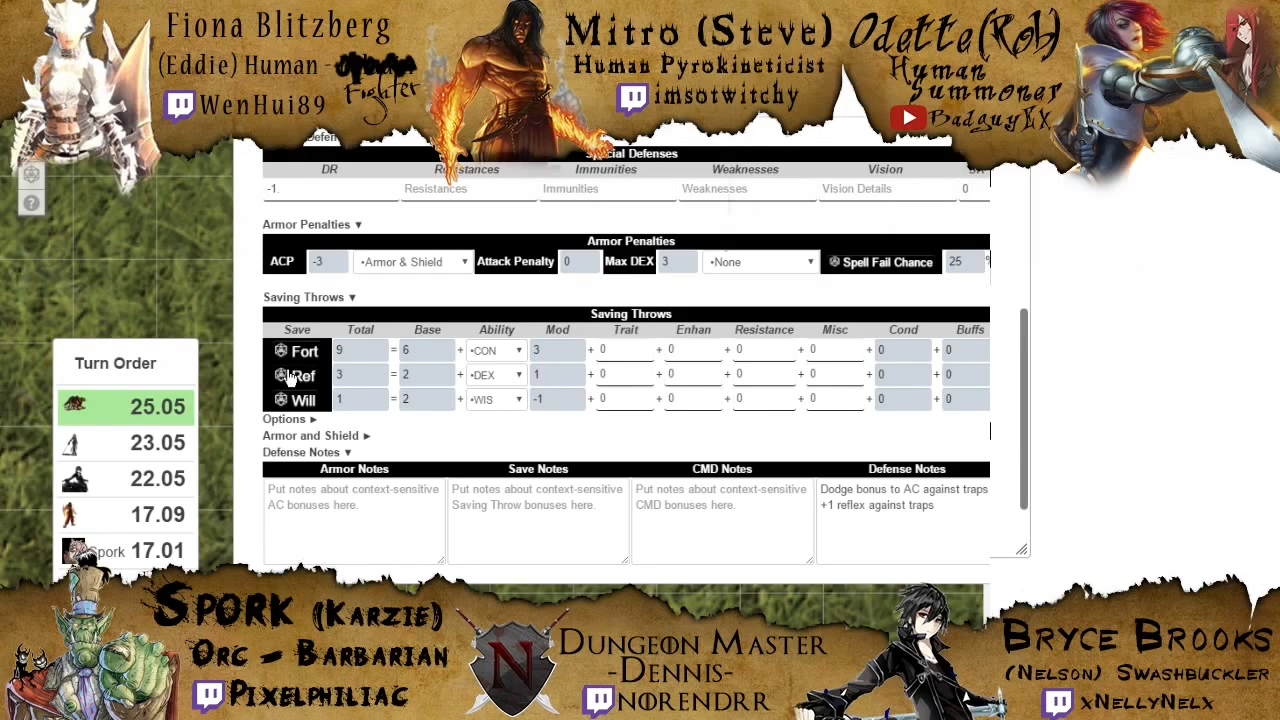 Fiona Blitzberg
(Eddie) Human -
Fighter
WenHui89
Mitro (Steve)
Human Pyrokineticist
imsotwitchy
Odette(Rob)
Human
Summoner
BadguyEX
Special Defenses
DR Resistances Immunities Weaknesses Vision
-1 Resistances Immunities Weaknesses Vision Details 0
Armor Penalties ▼
Armor Penalties
ACP -3 •Armor & Shield Attack Penalty 0 Max DEX 3 •None Spell Fail Chance 25
Saving Throws ▼
Saving Throws
Save Total Base Ability Mod Trait Enhan Resistance Misc Cond Buffs
Fort 9 = 6 + •CON 3 + 0 + 0 + 0 + 0 + 0 + 0
Ref 3 = 2 + •DEX 1 + 0 + 0 + 0 + 0 + 0 + 0
Will 1 = 2 + •WIS -1 + 0 + 0 + 0 + 0 + 0 + 0
Options ►
Armor and Shield ►
Defense Notes ▼
Armor Notes Save Notes CMD Notes Defense Notes
Put notes about context-sensitive AC bonuses here.
Put notes about context-sensitive Saving Throw bonuses here.
Put notes about context-sensitive CMD bonuses here.
Dodge bonus to AC against traps
+1 reflex against traps
Turn Order
25.05
23.05
22.05
17.09
Spork 17.01
Spork (Karzie)
Orc - Barbarian
Pixelphiliac
N
Dungeon Master
-Dennis-
norendrr
Bryce Brooks
(Nelson) Swashbuckler
xNellyNelx